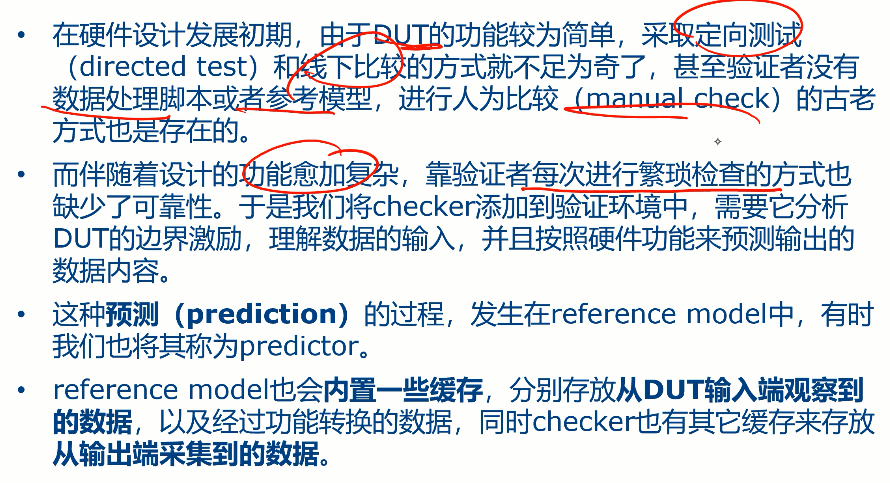 • 在硬件设计发展初期，由于DUT的功能较为简单，采取定向测试
（directed test）和线下比较的方式就不足为奇了，甚至验证者没有
数据处理脚本或者参考模型，进行人为比较（manual check）的古老
方式也是存在的。
• 而伴随着设计的功能愈加复杂，靠验证者每次进行繁琐检查的方式也
缺少了可靠性。于是我们将checker添加到验证环境中，需要它分析
DUT的边界激励，理解数据的输入，并且按照硬件功能来预测输出的
数据内容。
• 这种预测（prediction）的过程，发生在reference model中，有时
我们也将其称为predictor。
• reference model也会内置一些缓存，分别存放从DUT输入端观察到
的数据，以及经过功能转换的数据，同时checker也有其它缓存来存放
从输出端采集到的数据。